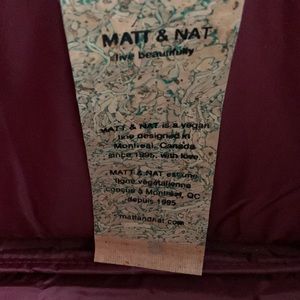 MATT & NAT
live beautifully
MATT & NAT is a vegan
line designed in
Montreal, Canada
since 1995, with love.
MATT & NAT est une
ligne végétalienne
conçue à Montréal, QC
depuis 1995
mattandnat.com